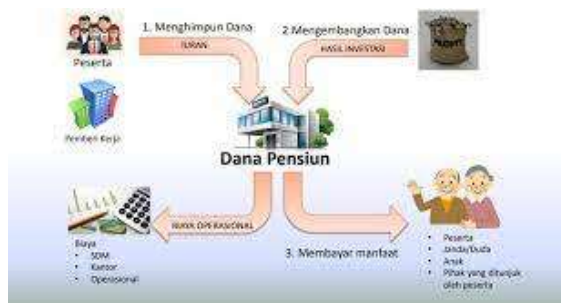 1. Menghimpun Dana
IURAN
Peserta
2.Mengembangkan Dana
HASIL INVESTASI
PROFIT
Pemberi Kerja
Dana Pensiun
BIAYA OPERASIONAL
Biaya
• SDM
• Kantor
• Operasional
3. Membayar manfaat
• Peserta
• Janda/Duda
• Anak
• Pihak yang ditunjuk
oleh peserta